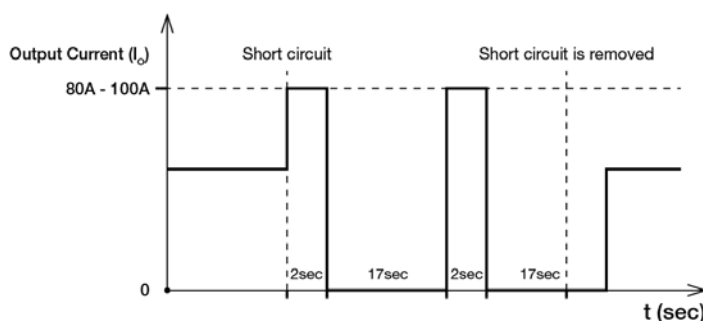 Output Current (Io)
Short circuit
Short circuit is removed
80A - 100A
2sec
17sec
2sec
17sec
0
t (sec)